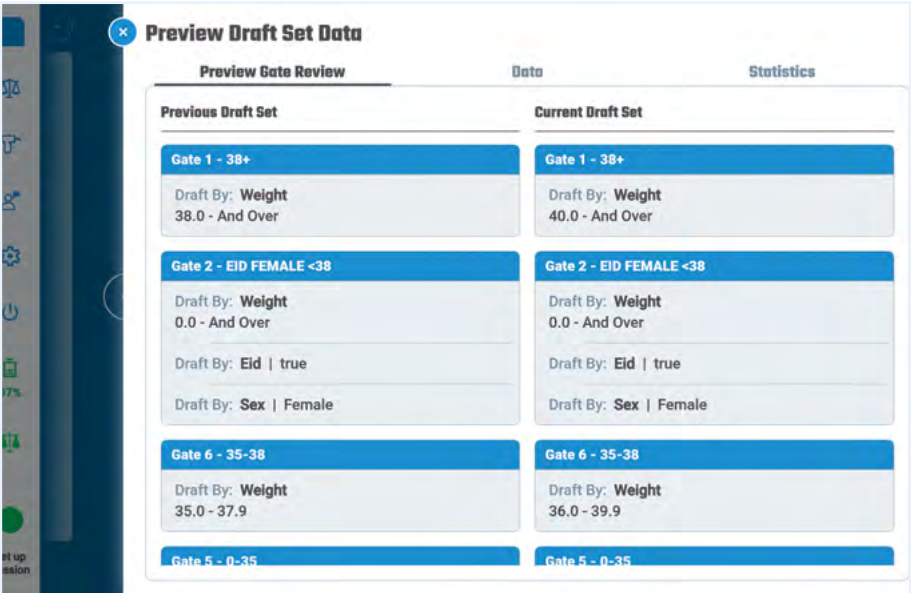 Preview Draft Set Data
Preview Gate Review
Data
Statistics
Previous Draft Set
Gate 1 - 38+
Draft By: Weight
38.0 - And Over
Gate 2 - EID FEMALE <38
Draft By: Weight
0.0 - And Over
Draft By: Eid | true
Draft By: Sex | Female
Gate 6 - 35-38
Draft By: Weight
35.0 - 37.9
Gate 5 - 0-35
Current Draft Set
Gate 1 - 38+
Draft By: Weight
40.0 - And Over
Gate 2 - EID FEMALE <38
Draft By: Weight
0.0 - And Over
Draft By: Eid | true
Draft By: Sex | Female
Gate 6 - 35-38
Draft By: Weight
36.0 - 39.9
Gate 5 - 0-35